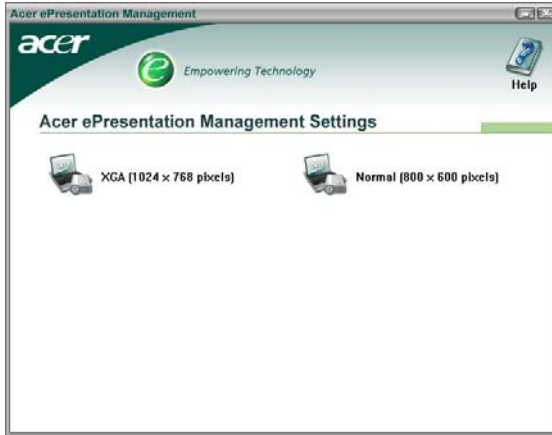 Acer ePresentation Management
acer
e Empowering Technology
Help
Acer ePresentation Management Settings
XGA (1024 x 768 pixels)
Normal (800 x 600 pixels)